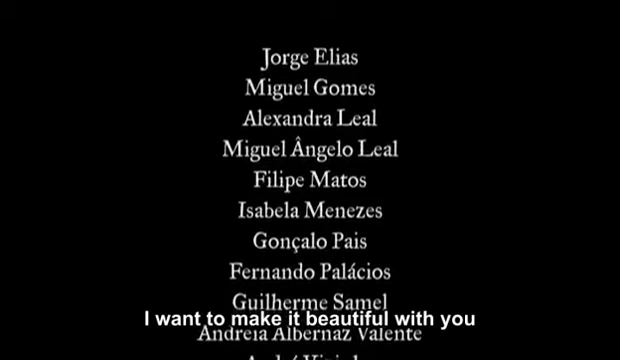 Jorge Elias
Miguel Gomes
Alexandra Leal
Miguel Ângelo Leal
Filipe Matos
Isabela Menezes
Gonçalo Pais
Fernando Palácios
Guilherme Samel
I want to make it beautiful with you
Andreia Albernaz Valente